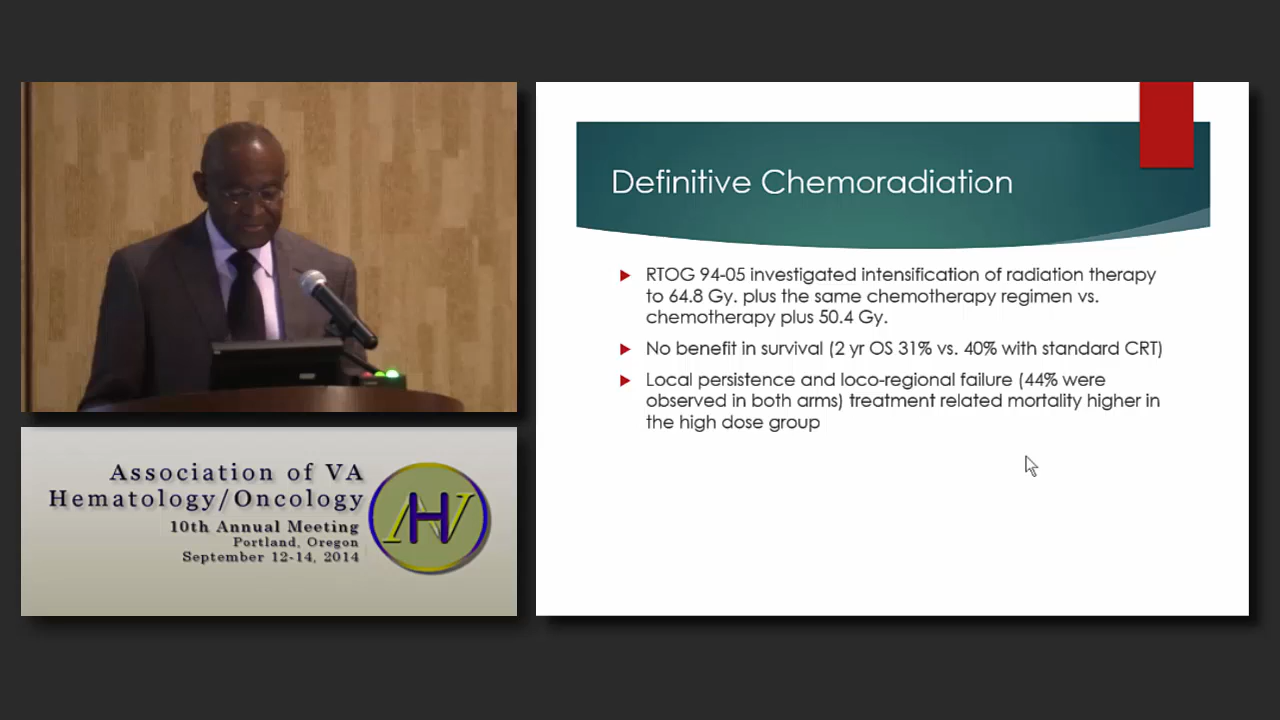 Definitive Chemoradiation
RTOG 94-05 investigated intensification of radiation therapy
to 64.8 Gy. plus the same chemotherapy regimen vs.
chemotherapy plus 50.4 Gy.
No benefit in survival (2 yr OS 31% vs. 40% with standard CRT)
Local persistence and loco-regional failure (44% were
observed in both arms) treatment related mortality higher in
the high dose group
Association of VA
Hematology/Oncology
10th Annual Meeting
Portland, Oregon
September 12-14, 2014
AVH